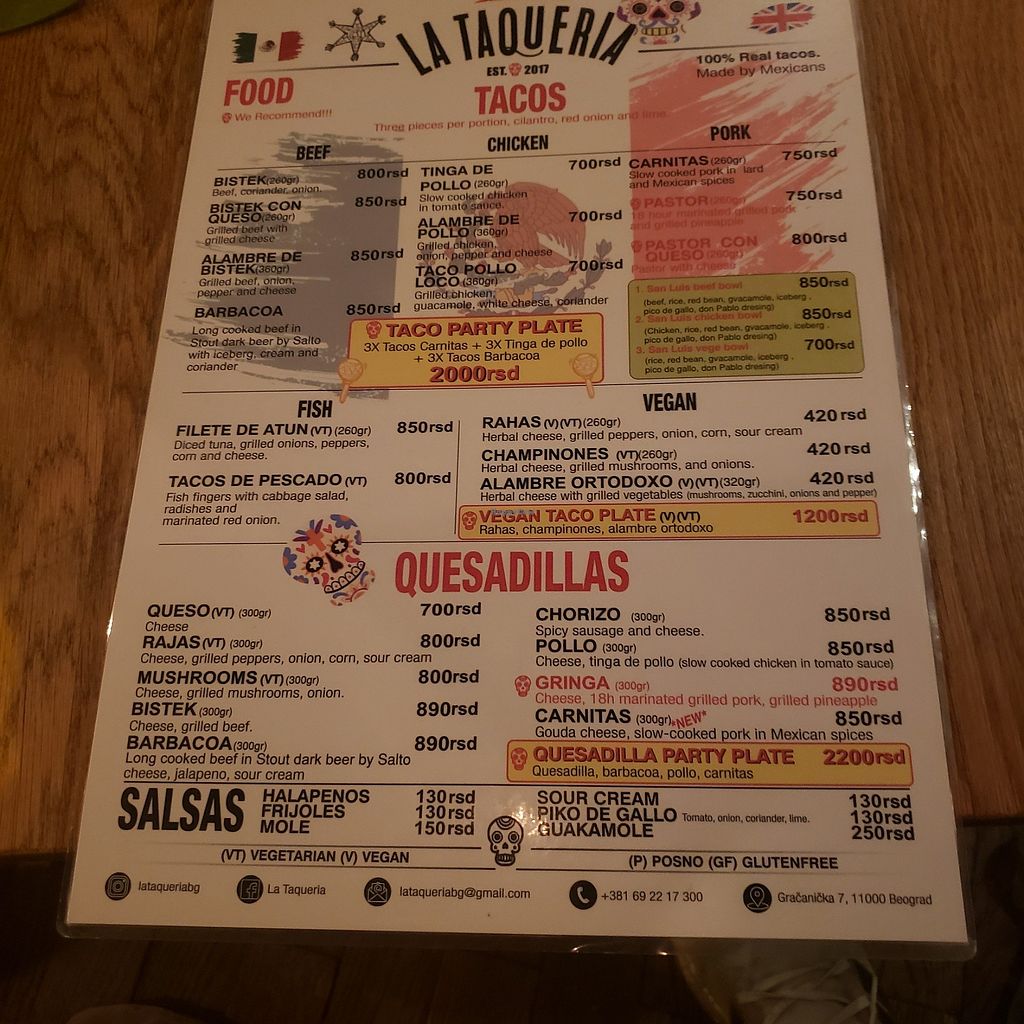 LA TAQUERIA
EST. 2017
100% Real tacos.
Made by Mexicans
FOOD
We Recommend!!!
TACOS
Three pieces per portion, cilantro, red onion and lime.
BEEF
BISTEK (260gr) 800rsd
Beef, coriander, onion.
BISTEK CON
QUESO (260gr) 850rsd
Grilled beef with
grilled cheese
ALAMBRE DE
BISTEK (360gr) 850rsd
Grilled beef, onion,
pepper and cheese
BARBACOA 850rsd
Long cooked beef in
Stout dark beer by Salto
with iceberg, cream and
coriander
CHICKEN
TINGA DE 700rsd
POLLO (260gr)
Slow cooked chicken
in tomato sauce.
ALAMBRE DE 700rsd
POLLO (360gr)
Grilled chicken,
onion, pepper and cheese
TACO POLLO 700rsd
LOCO (360gr)
Grilled chicken,
guacamole, white cheese, coriander
PORK
CARNITAS (260gr) 750rsd
Slow cooked pork in lard
and Mexican spices
PASTOR (260gr) 750rsd
18 hour marinated grilled pork
and grilled pineapple
PASTOR CON 800rsd
QUESO (260gr)
Pastor with cheese
1. San Luis beef bowl 850rsd
(beef, rice, red bean, gvacamole, iceberg ,
pico de gallo, don Pablo dresing)
2. San Luis chicken bowl 850rsd
(Chicken, rice, red bean, gvacamole, iceberg ,
pico de gallo, don Pablo dresing)
3. San Luis vege bowl 700rsd
(rice, red bean, gvacamole, iceberg ,
pico de gallo, don Pablo dresing)
TACO PARTY PLATE
3X Tacos Carnitas + 3X Tinga de pollo
+ 3X Tacos Barbacoa
2000rsd
FISH
FILETE DE ATUN (VT) (260gr) 850rsd
Diced tuna, grilled onions, peppers,
corn and cheese.
TACOS DE PESCADO (VT) 800rsd
Fish fingers with cabbage salad,
radishes and
marinated red onion.
VEGAN
RAHAS (V)(VT)(260gr) 420 rsd
Herbal cheese, grilled peppers, onion, corn, sour cream
CHAMPINONES (VT)(260gr) 420 rsd
Herbal cheese, grilled mushrooms, and onions.
ALAMBRE ORTODOXO (V)(VT)(320gr) 420 rsd
Herbal cheese with grilled vegetables (mushrooms, zucchini, onions and pepper)
VEGAN TACO PLATE (V)(VT) 1200rsd
Rahas, champinones, alambre ortodoxo
QUESADILLAS
QUESO (VT) (300gr) 700rsd
Cheese
RAJAS (VT) (300gr) 800rsd
Cheese, grilled peppers, onion, corn, sour cream
MUSHROOMS (VT) (300gr) 800rsd
Cheese, grilled mushrooms, onion.
BISTEK (300gr) 890rsd
Cheese, grilled beef.
BARBACOA (300gr) 890rsd
Long cooked beef in Stout dark beer by Salto
cheese, jalapeno, sour cream
CHORIZO (300gr) 850rsd
Spicy sausage and cheese.
POLLO (300gr) 850rsd
Cheese, tinga de pollo (slow cooked chicken in tomato sauce)
GRINGA (300gr) 890rsd
Cheese, 18h marinated grilled pork, grilled pineapple
CARNITAS (300gr) *NEW* 850rsd
Gouda cheese, slow-cooked pork in Mexican spices
QUESADILLA PARTY PLATE 2200rsd
Quesadilla, barbacoa, pollo, carnitas
SALSAS
HALAPENOS 130rsd
FRIJOLES 130rsd
MOLE 150rsd
SOUR CREAM 130rsd
PIKO DE GALLO Tomato, onion, coriander, lime. 130rsd
GUAKAMOLE 250rsd
(VT) VEGETARIAN (V) VEGAN
(P) POSNO (GF) GLUTENFREE
lataqueriabg
La Taqueria
lataqueriabg@gmail.com
+381 69 22 17 300
Gračanička 7, 11000 Beograd